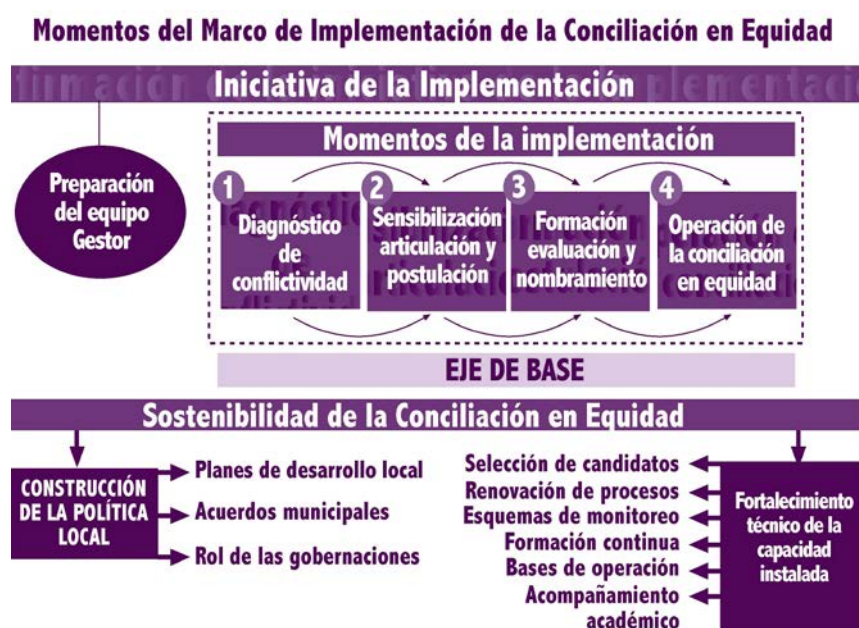 Momentos del Marco de Implementación de la Conciliación en Equidad
Iniciativa de la Implementación
Preparación
del equipo
Gestor
Momentos de la implementación
1
Diagnóstico
de
conflictividad
2
Sensibilización
articulación y
postulación
3
Formación
evaluación y
nombramiento
4
Operación de
la conciliación
en equidad
EJE DE BASE
Sostenibilidad de la Conciliación en Equidad
CONSTRUCCIÓN
DE LA POLÍTICA
LOCAL
Planes de desarrollo local
Acuerdos municipales
Rol de las gobernaciones
Selección de candidatos
Renovación de procesos
Esquemas de monitoreo
Formación continua
Bases de operación
Acompañamiento
académico
Fortalecimiento
técnico de la
capacidad
instalada